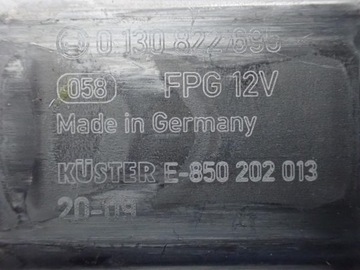 0 130 822 695
058 FPG 12V
Made in Germany
KÜSTER E-850 202 013
20-09